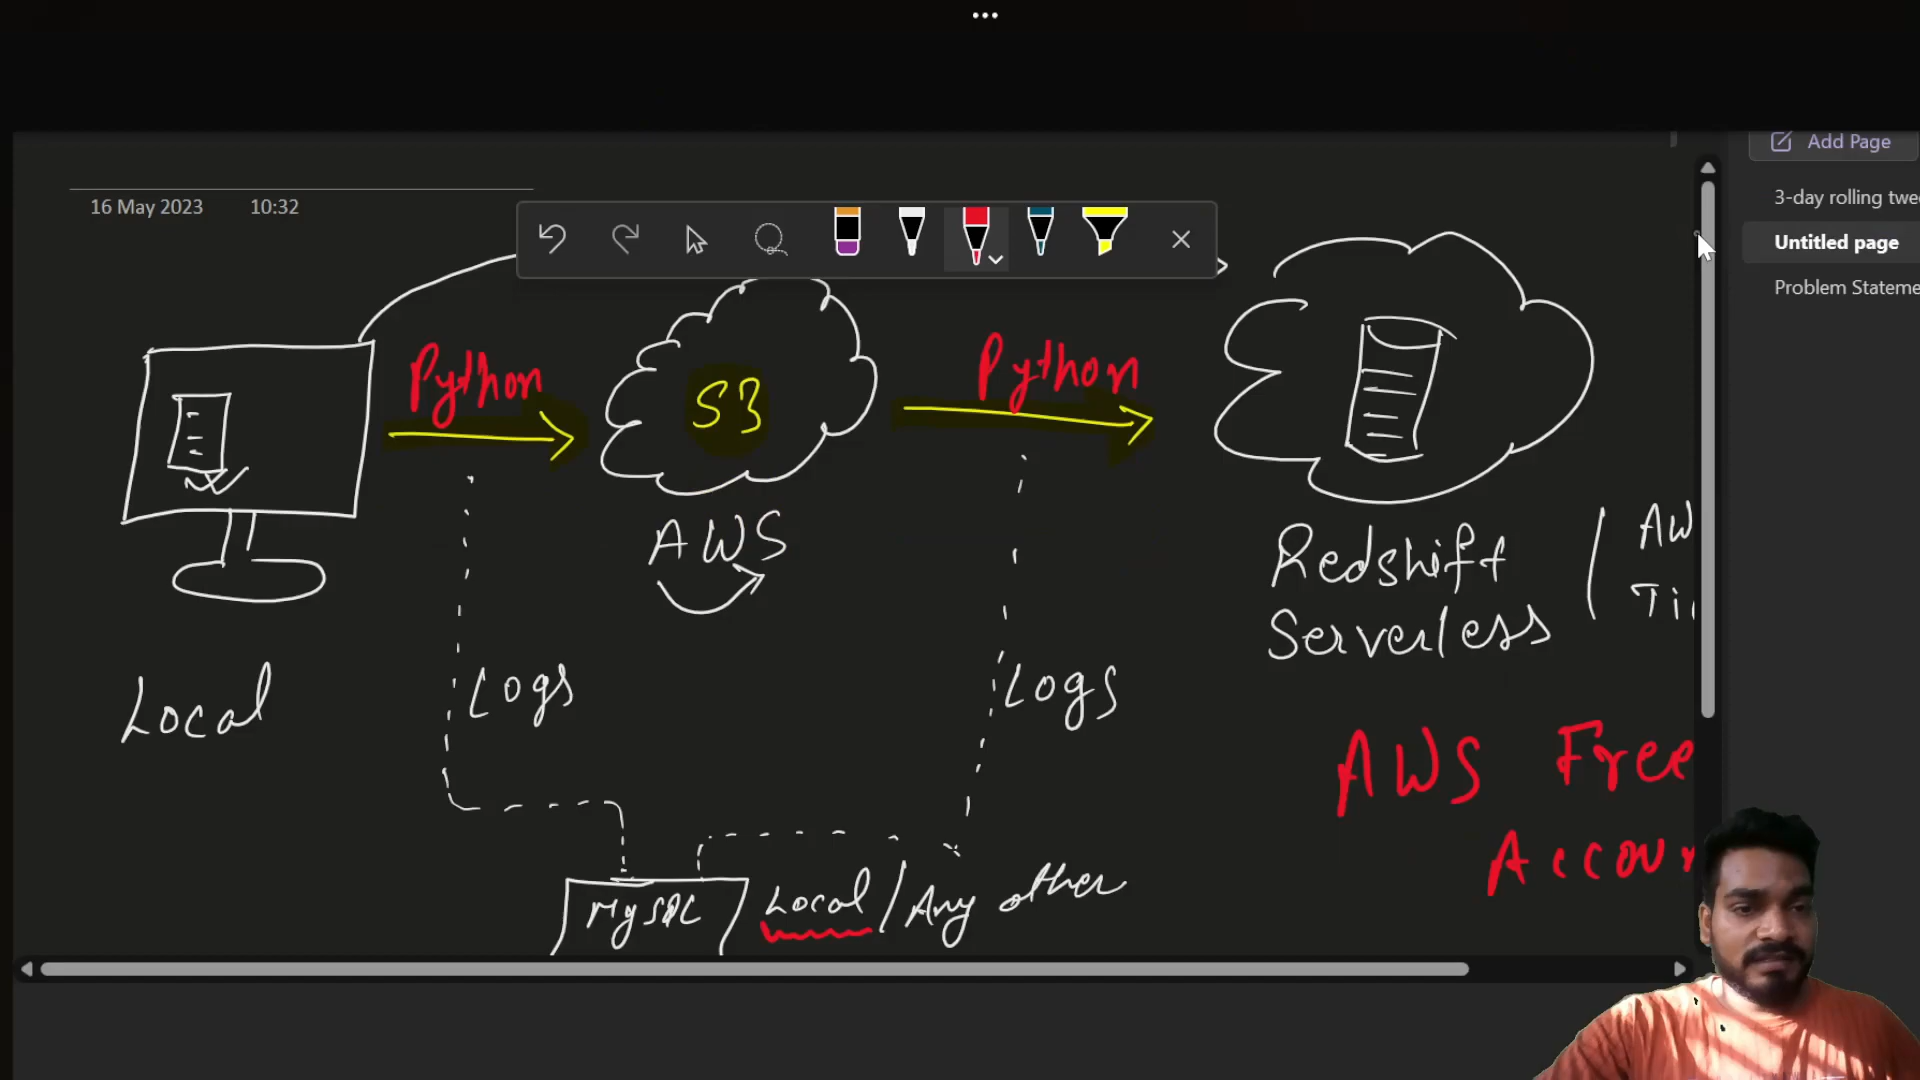 Add Page
3-day rolling twe
Untitled page
Problem Stateme
16 May 2023 10:32
Python
S3
Python
AWS
Redshift
Serverless
AW
Ti
Local
Logs
Logs
AWS Free
Accoun
MySQL
Local / Any other